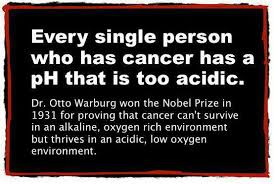 Every single person
who has cancer has a
pH that is too acidic.
Dr. Otto Warburg won the Nobel Prize in
1931 for proving that cancer can't survive
in an alkaline, oxygen rich environment
but thrives in an acidic, low oxygen
environment.